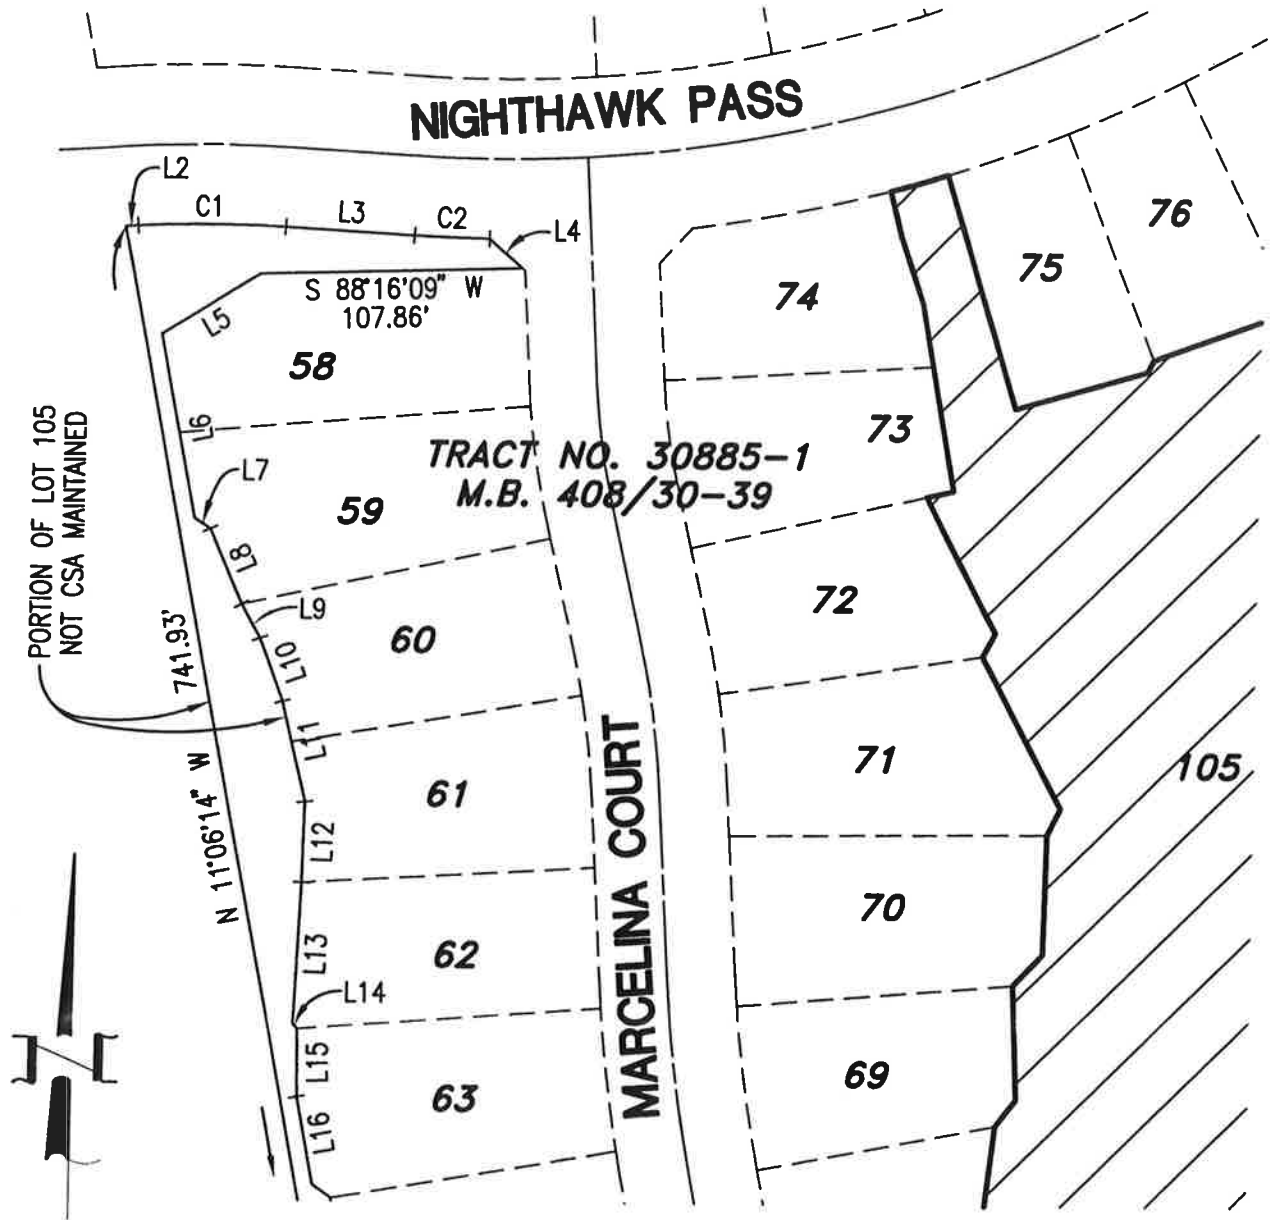 NIGHTHAWK PASS
L2
C1
L3
C2
L4
S 88°16'09" W
107.86'
L5
58
74
75
76
L6
TRACT NO. 30885-1
M.B. 408/30-39
73
L7
59
L8
PORTION OF LOT 105
NOT CSA MAINTAINED
L9
60
72
L10
741.93'
L11
N 11°06'14" W
61
71
105
L12
MARCELINA COURT
62
70
L13
L14
L15
63
69
L16
N